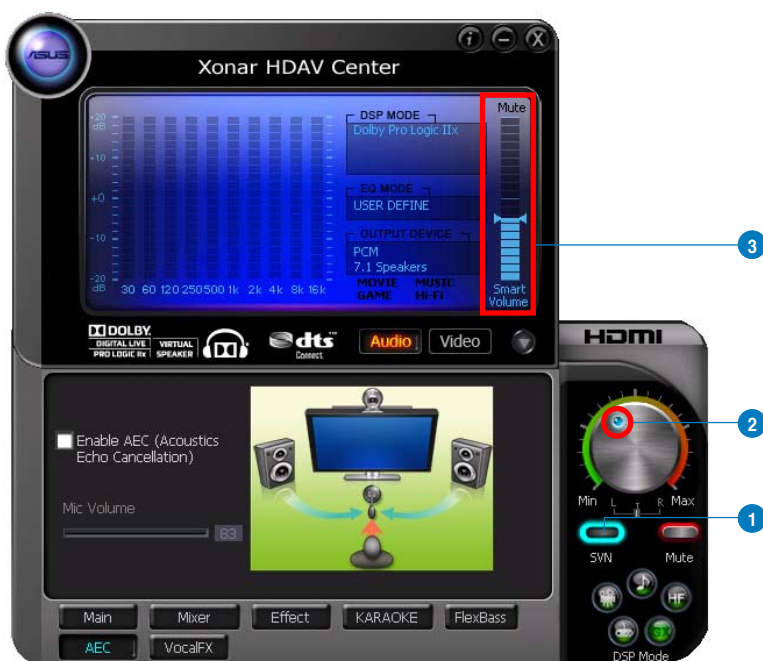 ASUS
i
X
Xonar HDAV Center
+20
dB
+10
+0
-10
-20
dB
30 60 120 250 500 1k 2k 4k 8k 16k
DSP MODE
Dolby Pro Logic IIx
EQ MODE
USER DEFINE
OUTPUT DEVICE
PCM
7.1 Speakers
MOVIE MUSIC
GAME HI-FI
Mute
Smart
Volume
3
DOLBY.
DIGITAL LIVE
PRO LOGIC IIx
VIRTUAL
SPEAKER
dts™
Connect
Audio
Video
HDMI
2
Min L R Max
1
SVN Mute
HF
GX
DSP Mode
Enable AEC (Acoustics
Echo Cancellation)
Mic Volume
83
Main Mixer Effect KARAOKE FlexBass
AEC VocalFX